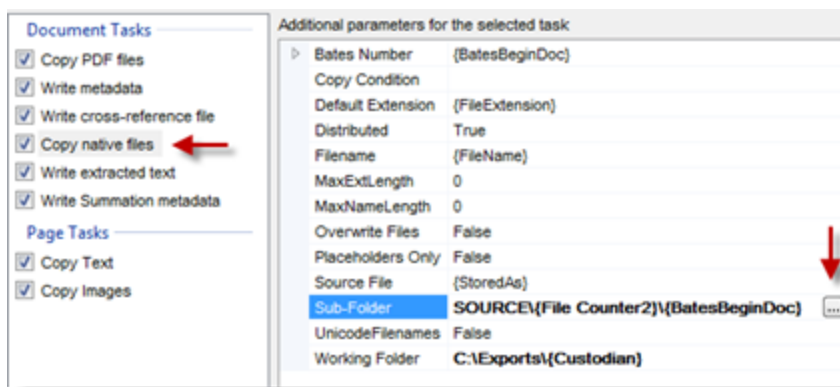 Document Tasks
Copy PDF files
Write metadata
Write cross-reference file
Copy native files
Write extracted text
Write Summation metadata
Page Tasks
Copy Text
Copy Images
Additional parameters for the selected task
Bates Number {BatesBeginDoc}
Copy Condition
Default Extension {FileExtension}
Distributed True
Filename {FileName}
MaxExtLength 0
MaxNameLength 0
Overwrite Files False
Placeholders Only False
Source File {StoredAs}
Sub-Folder SOURCE\{File Counter2}\{BatesBeginDoc} ...
UnicodeFilenames False
Working Folder C:\Exports\{Custodian}